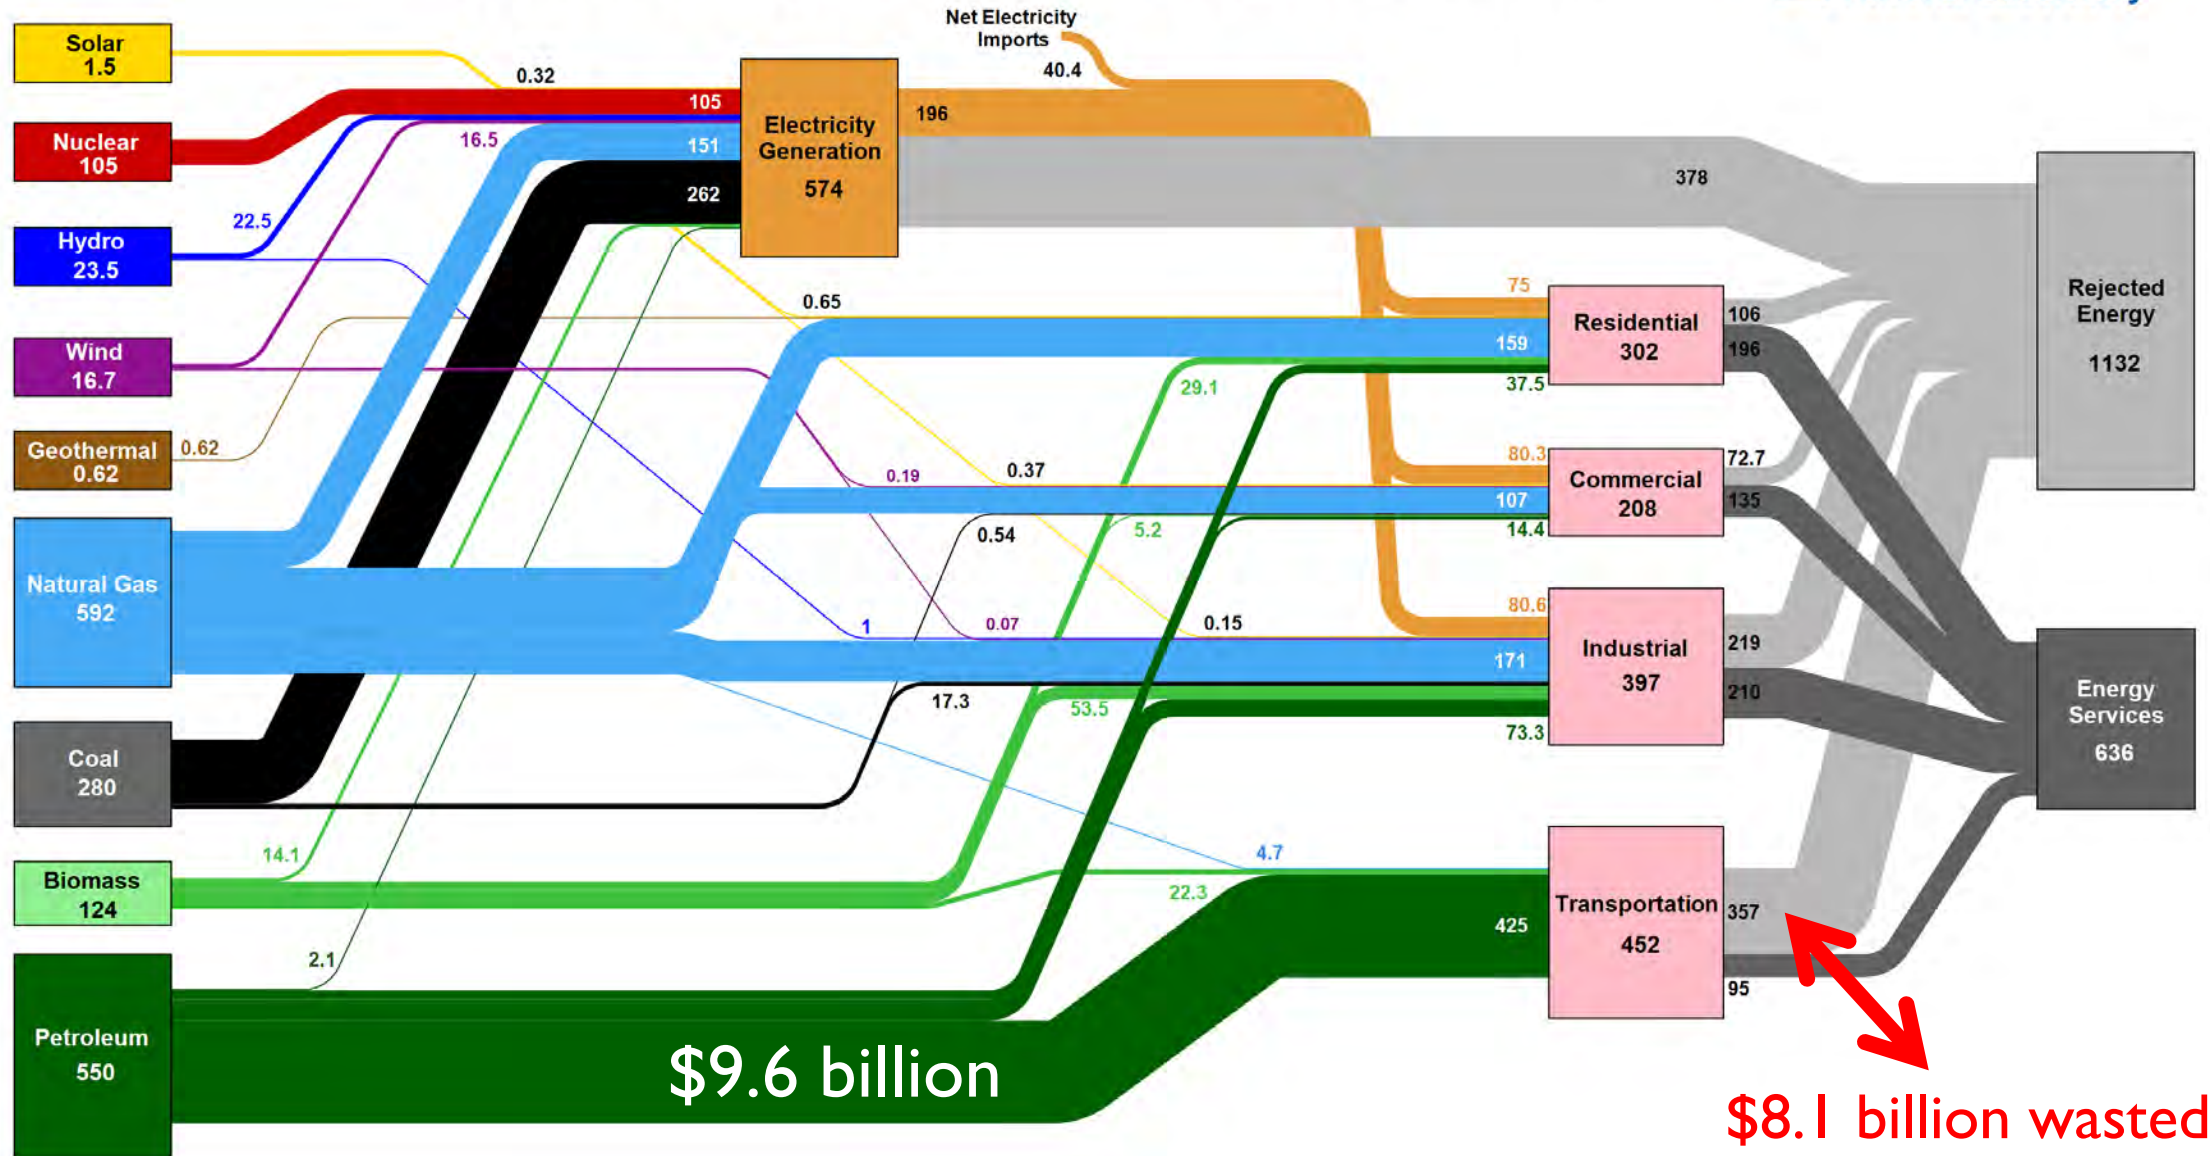 Net Electricity
Imports
40.4
Solar
1.5
0.32
Nuclear
105
105
16.5
151
262
Electricity
Generation
574
196
378
Hydro
23.5
22.5
Wind
16.7
Geothermal
0.62
0.62
Natural Gas
592
Coal
280
Biomass
124
14.1
Petroleum
550
2.1
0.65
75
159
29.1
37.5
Residential
302
106
196
0.19
0.37
80.3
107
0.54
5.2
14.4
Commercial
208
72.7
135
1
0.07
0.15
80.6
171
17.3
53.5
73.3
Industrial
397
219
210
4.7
22.3
425
Transportation
452
357
95
Rejected
Energy
1132
Energy
Services
636
$9.6 billion
$8.1 billion wasted